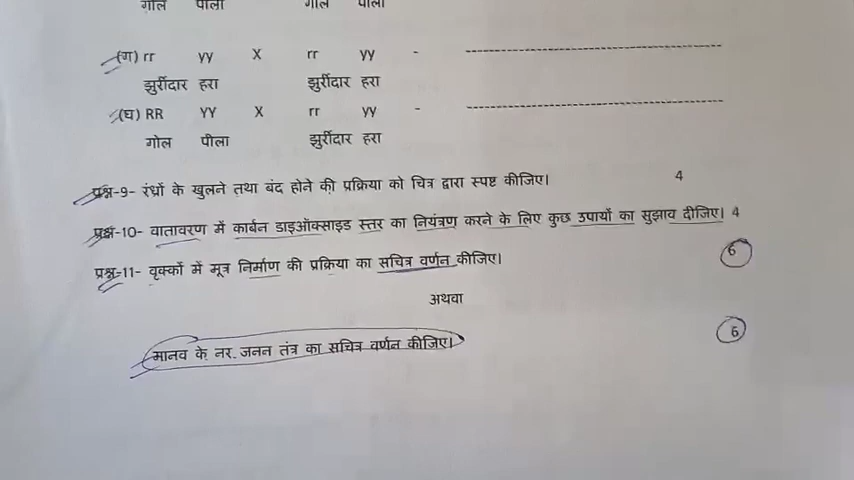 गोल पीला गोल पीला
(ग) rr yy X rr yy - ------------------------------------------------
झुर्रीदार हरा झुर्रीदार हरा
(घ) RR YY X rr yy - ------------------------------------------------
गोल पीला झुर्रीदार हरा
प्रश्न-9- रंध्रों के खुलने तथा बंद होने की प्रक्रिया को चित्र द्वारा स्पष्ट कीजिए। 4
प्रश्न-10- वातावरण में कार्बन डाइऑक्साइड स्तर का नियंत्रण करने के लिए कुछ उपायों का सुझाव दीजिए। 4
प्रश्न-11- वृक्कों में मूत्र निर्माण की प्रक्रिया का सचित्र वर्णन कीजिए। 6
अथवा
मानव के नर जनन तंत्र का सचित्र वर्णन कीजिए। 6